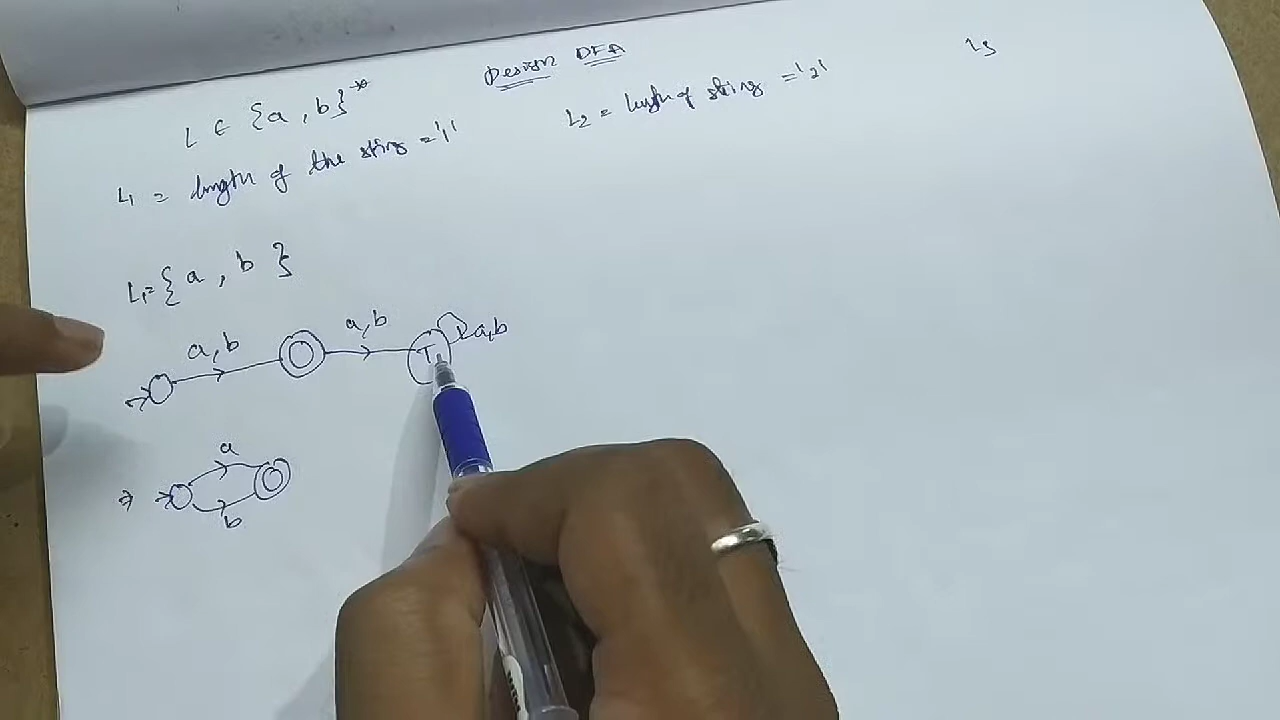 Design DFA
L ∈ {a, b}*
L1 = length of the string = '1'
L2 = length of string = '2'
L3
L1 = {a, b}
a, b
a, b
T
a, b
⇒
a
b